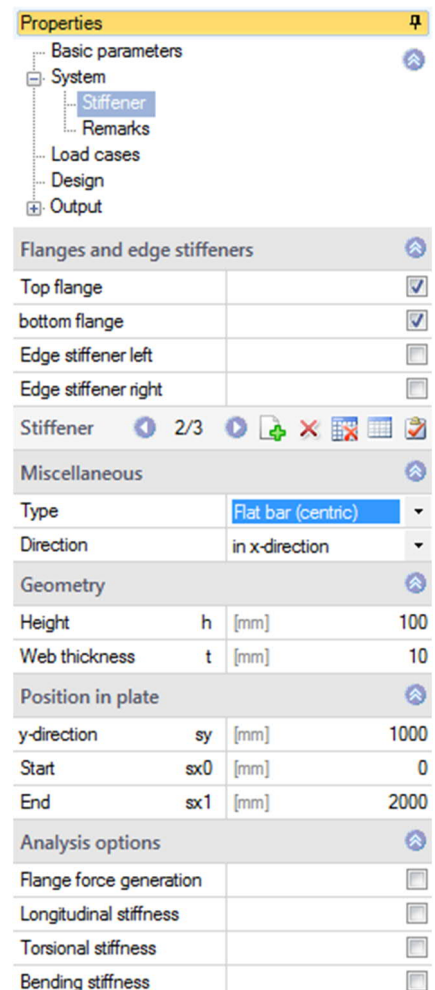 Properties
Basic parameters
System
Stiffener
Remarks
Load cases
Design
Output
Flanges and edge stiffeners
Top flange
bottom flange
Edge stiffener left
Edge stiffener right
Stiffener 2/3
Miscellaneous
Type Flat bar (centric)
Direction in x-direction
Geometry
Height h [mm] 100
Web thickness t [mm] 10
Position in plate
y-direction sy [mm] 1000
Start sx0 [mm] 0
End sx1 [mm] 2000
Analysis options
Flange force generation
Longitudinal stiffness
Torsional stiffness
Bending stiffness